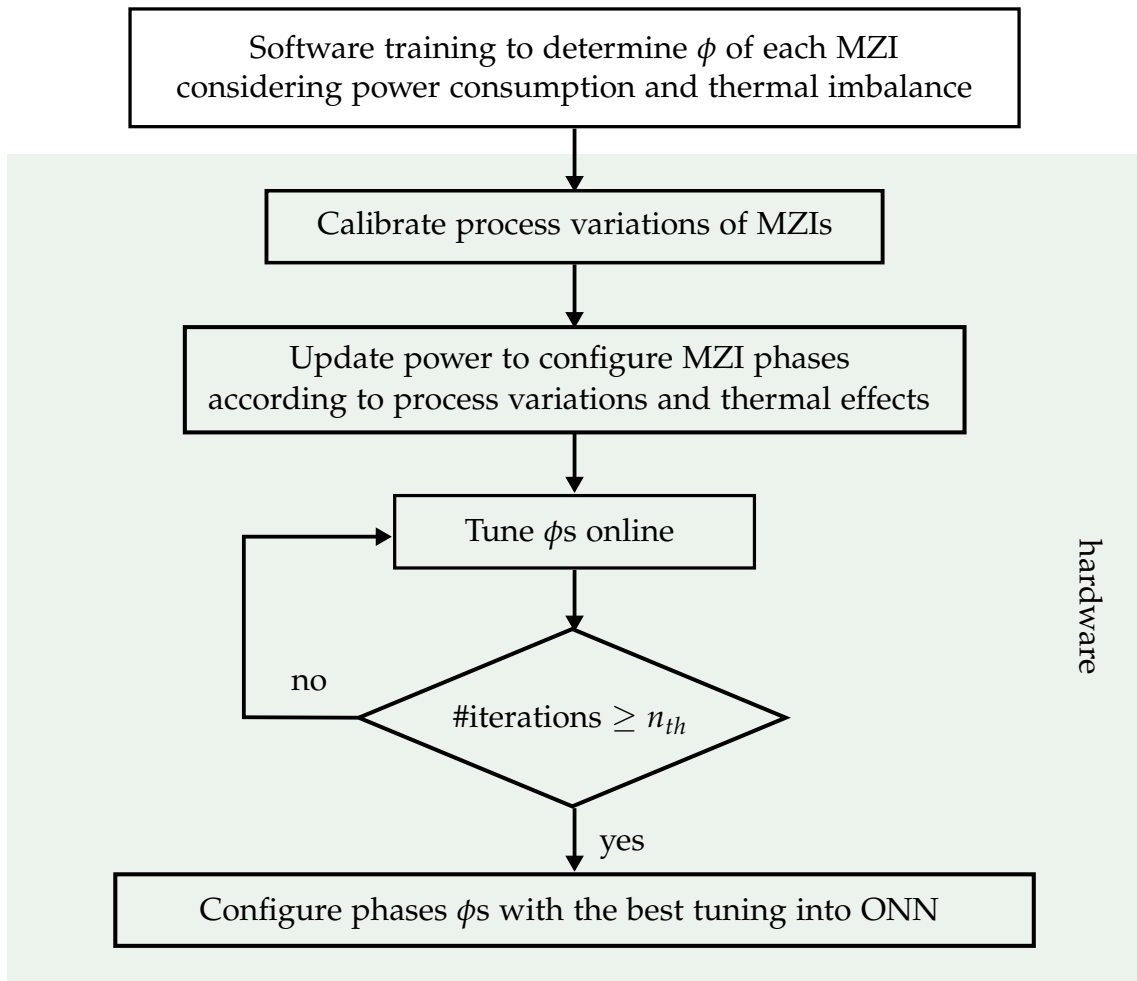 Software training to determine ϕ of each MZI
considering power consumption and thermal imbalance
Calibrate process variations of MZIs
Update power to configure MZI phases
according to process variations and thermal effects
Tune ϕs online
hardware
no
#iterations ≥ n_{th}
yes
Configure phases ϕs with the best tuning into ONN